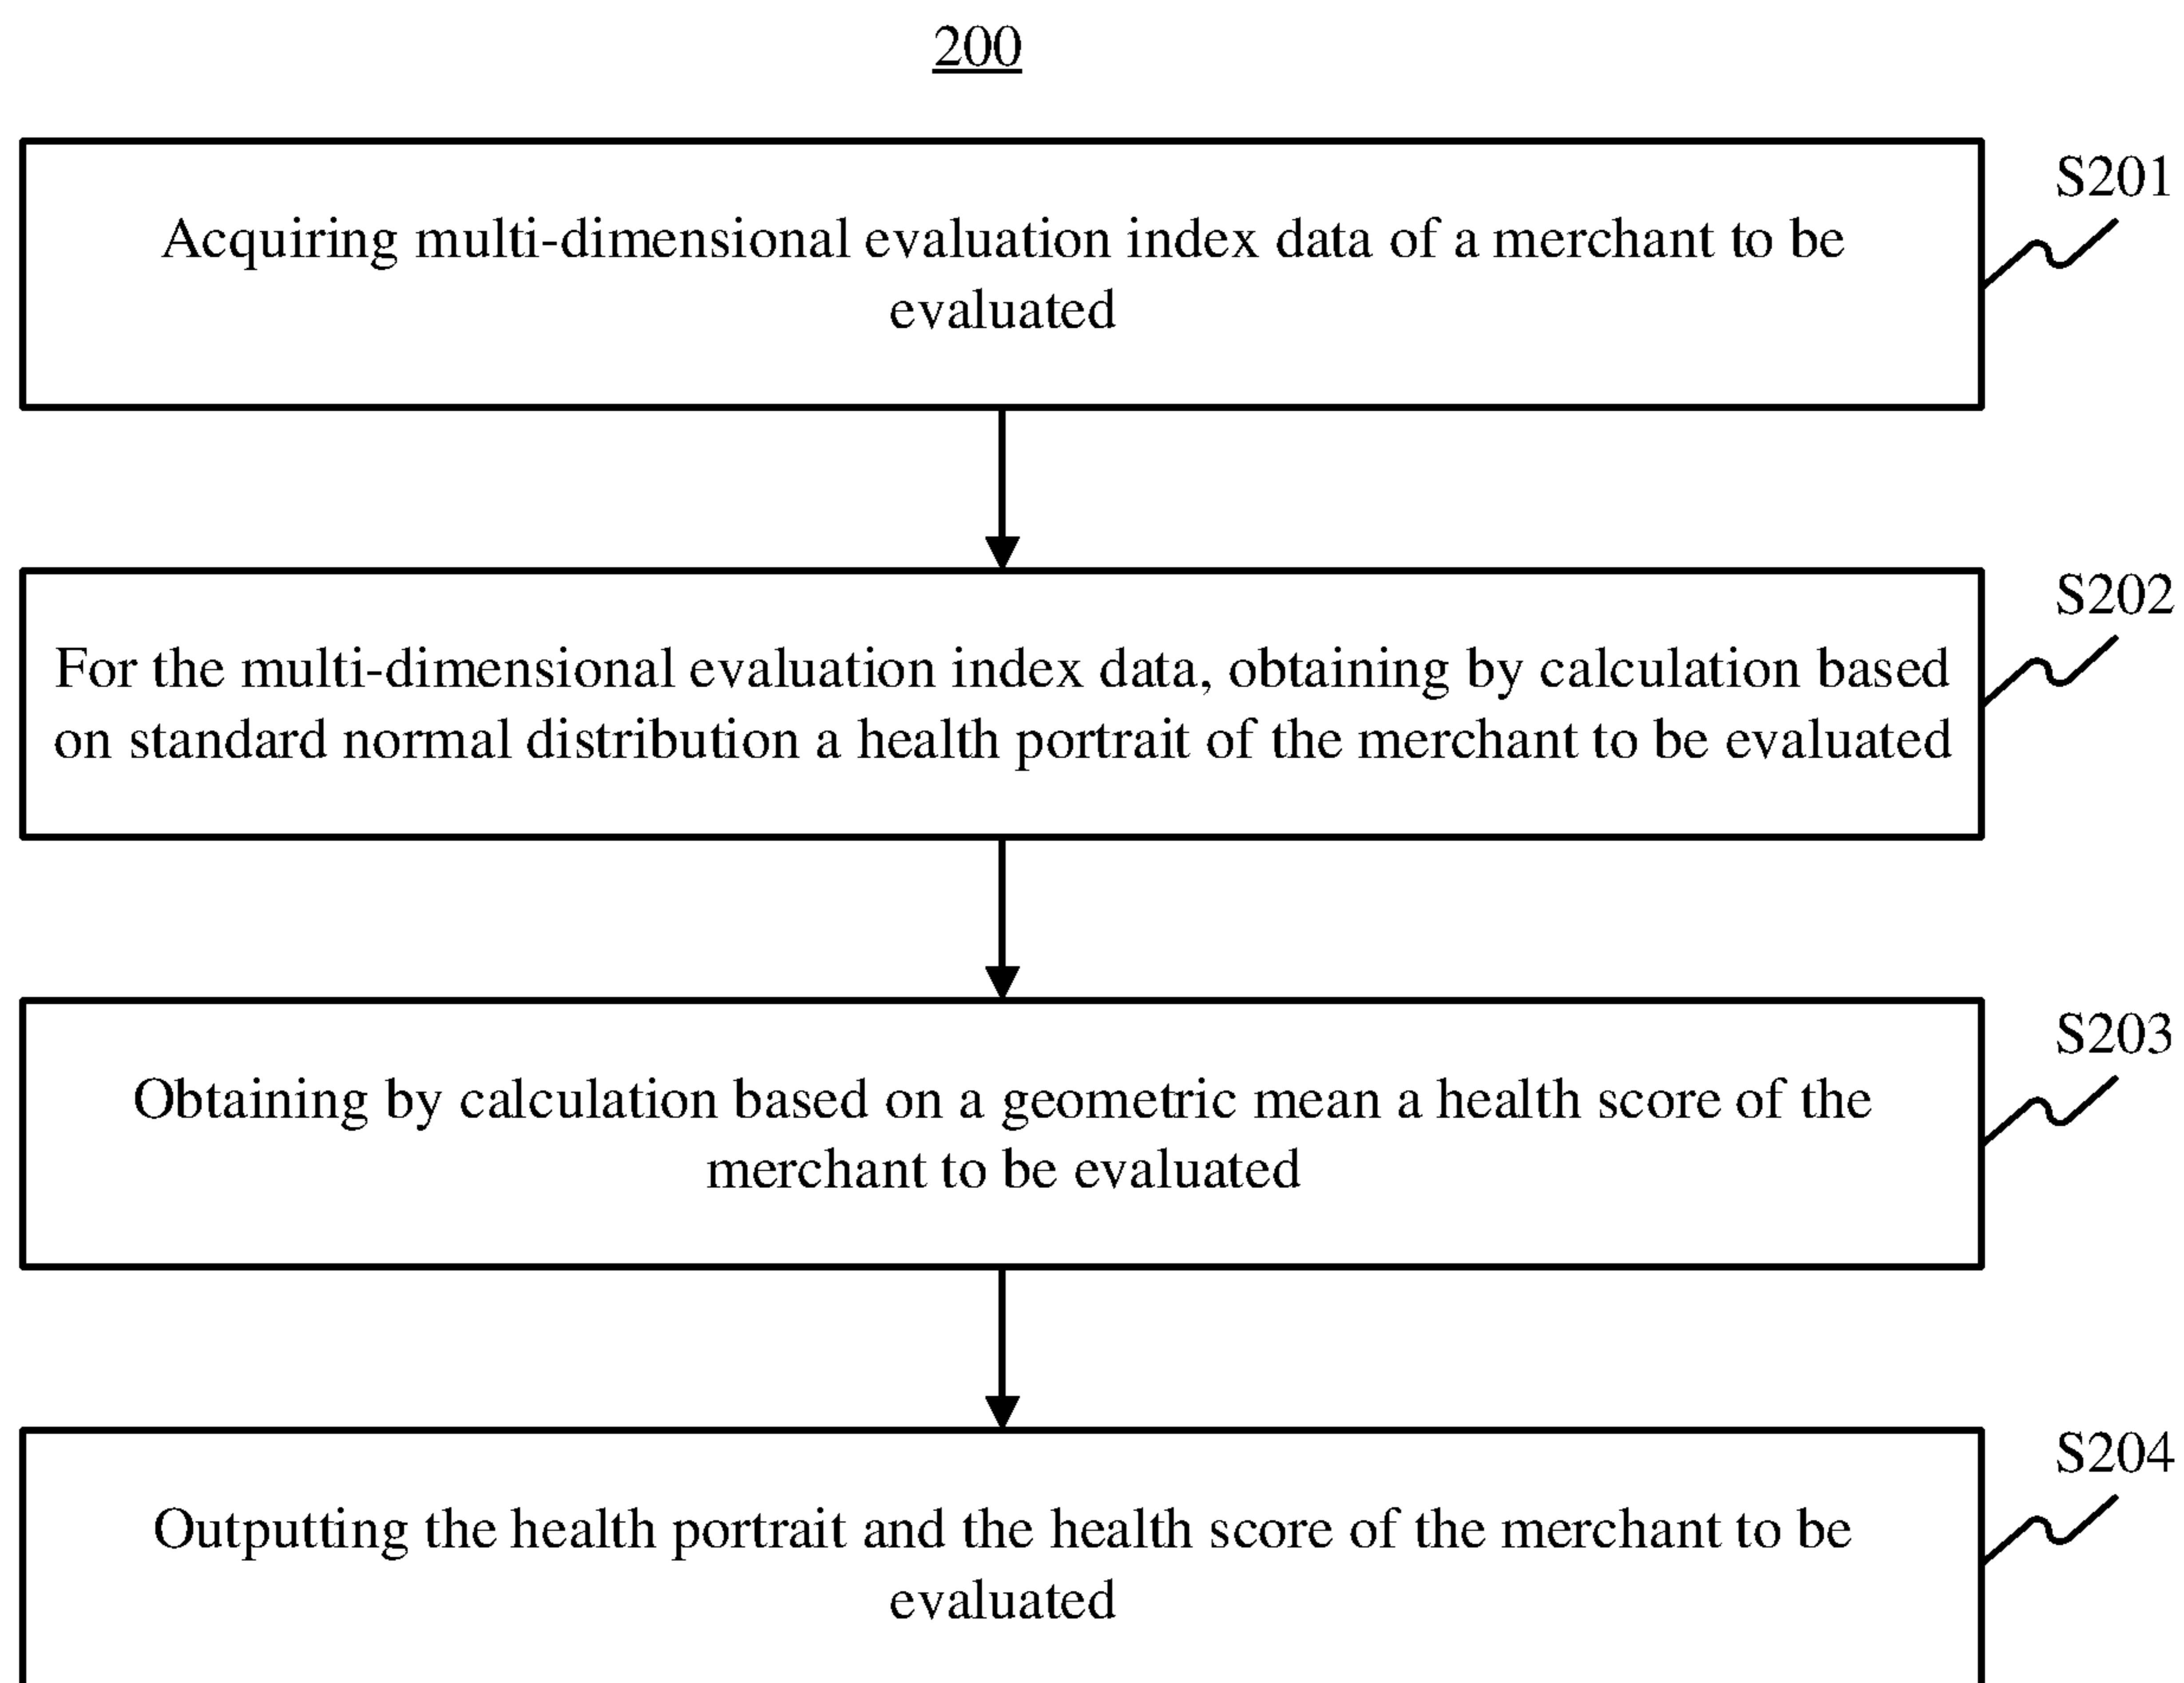 200
S201
Acquiring multi-dimensional evaluation index data of a merchant to be
evaluated
S202
For the multi-dimensional evaluation index data, obtaining by calculation based
on standard normal distribution a health portrait of the merchant to be evaluated
S203
Obtaining by calculation based on a geometric mean a health score of the
merchant to be evaluated
S204
Outputting the health portrait and the health score of the merchant to be
evaluated